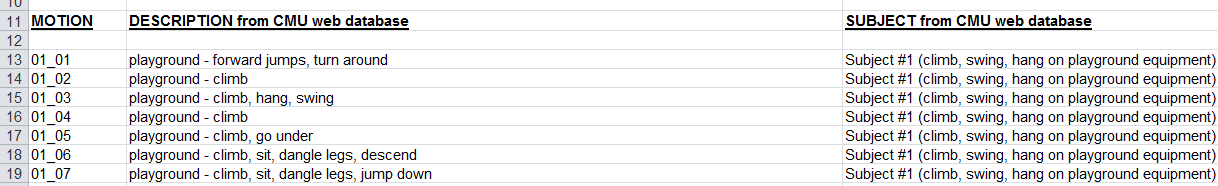 10
11 MOTION DESCRIPTION from CMU web database SUBJECT from CMU web database
12
13 01_01 playground - forward jumps, turn around Subject #1 (climb, swing, hang on playground equipment)
14 01_02 playground - climb Subject #1 (climb, swing, hang on playground equipment)
15 01_03 playground - climb, hang, swing Subject #1 (climb, swing, hang on playground equipment)
16 01_04 playground - climb Subject #1 (climb, swing, hang on playground equipment)
17 01_05 playground - climb, go under Subject #1 (climb, swing, hang on playground equipment)
18 01_06 playground - climb, sit, dangle legs, descend Subject #1 (climb, swing, hang on playground equipment)
19 01_07 playground - climb, sit, dangle legs, jump down Subject #1 (climb, swing, hang on playground equipment)